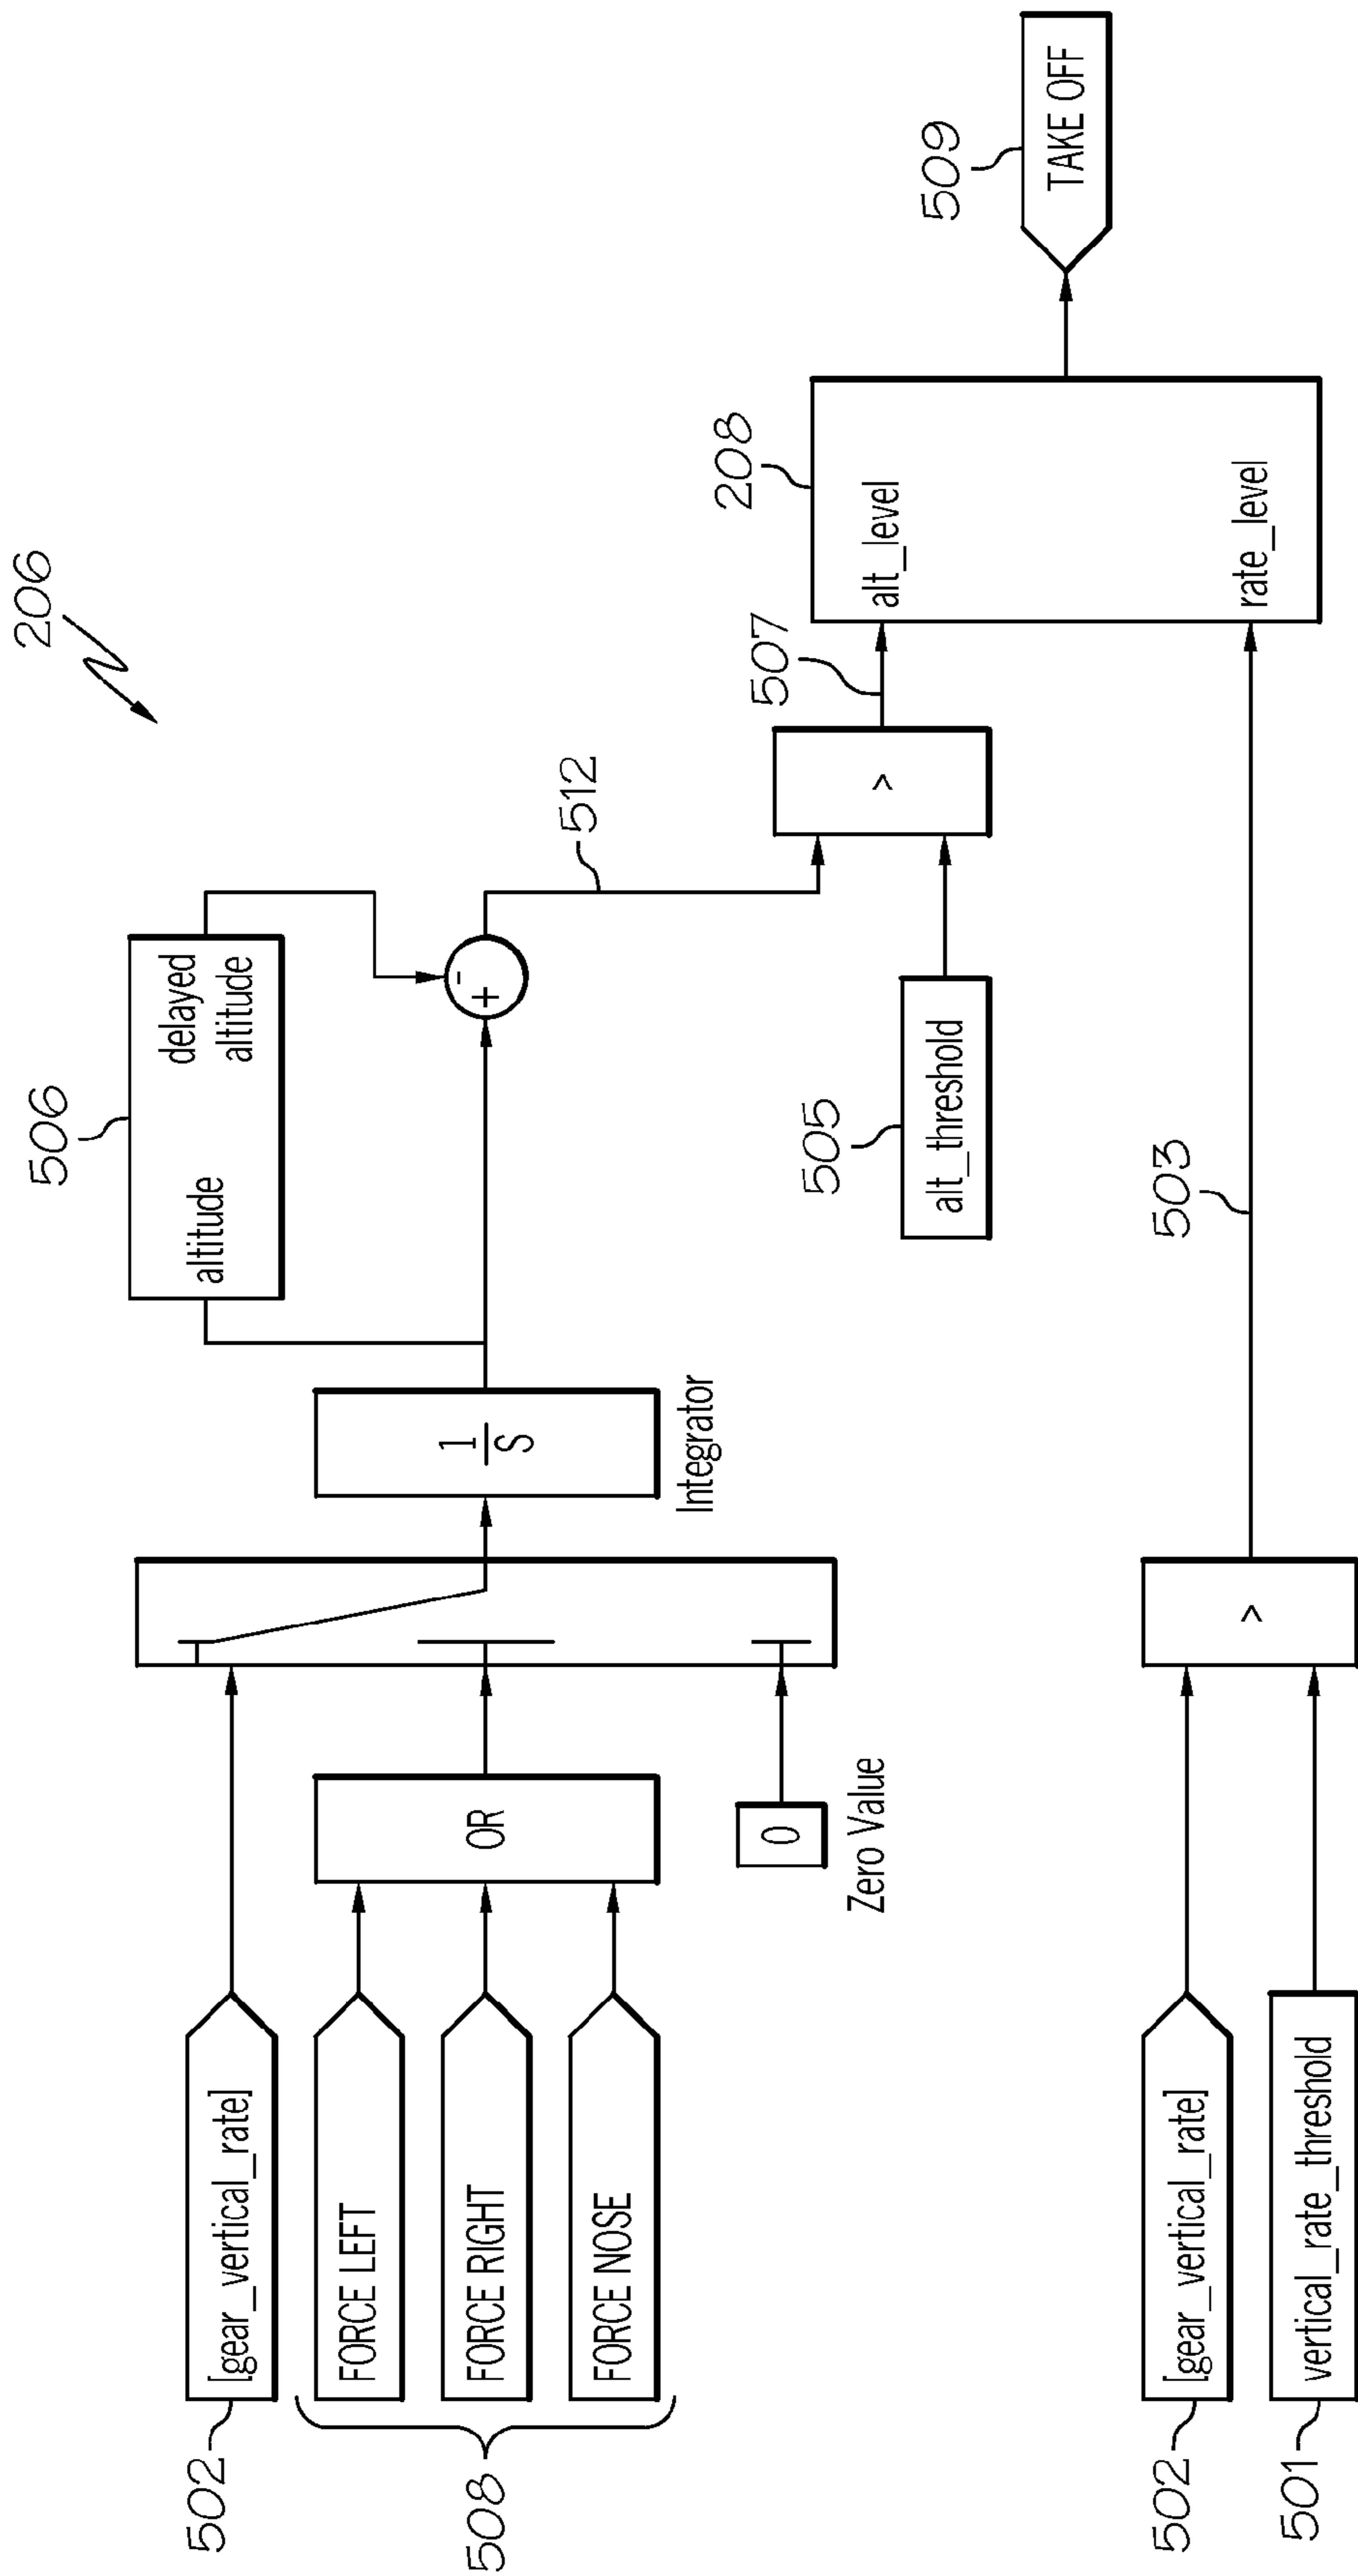 206
506
altitude
delayed
altitude
502
[gear_vertical_rate]
508
FORCE LEFT
FORCE RIGHT
FORCE NOSE
OR
0
Zero Value
1
S
Integrator
+
-
512
505
alt_threshold
>
507
208
alt_level
rate_level
509
TAKE OFF
502
[gear_vertical_rate]
501
vertical_rate_threshold
>
503